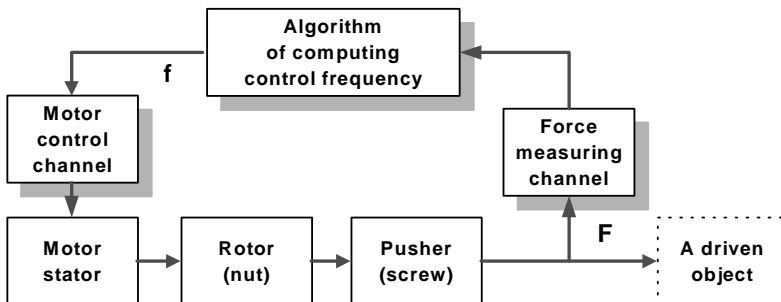 Algorithm
of computing
control frequency
f
Motor
control
channel
Force
measuring
channel
Motor
stator
Rotor
(nut)
Pusher
(screw)
F
A driven
object